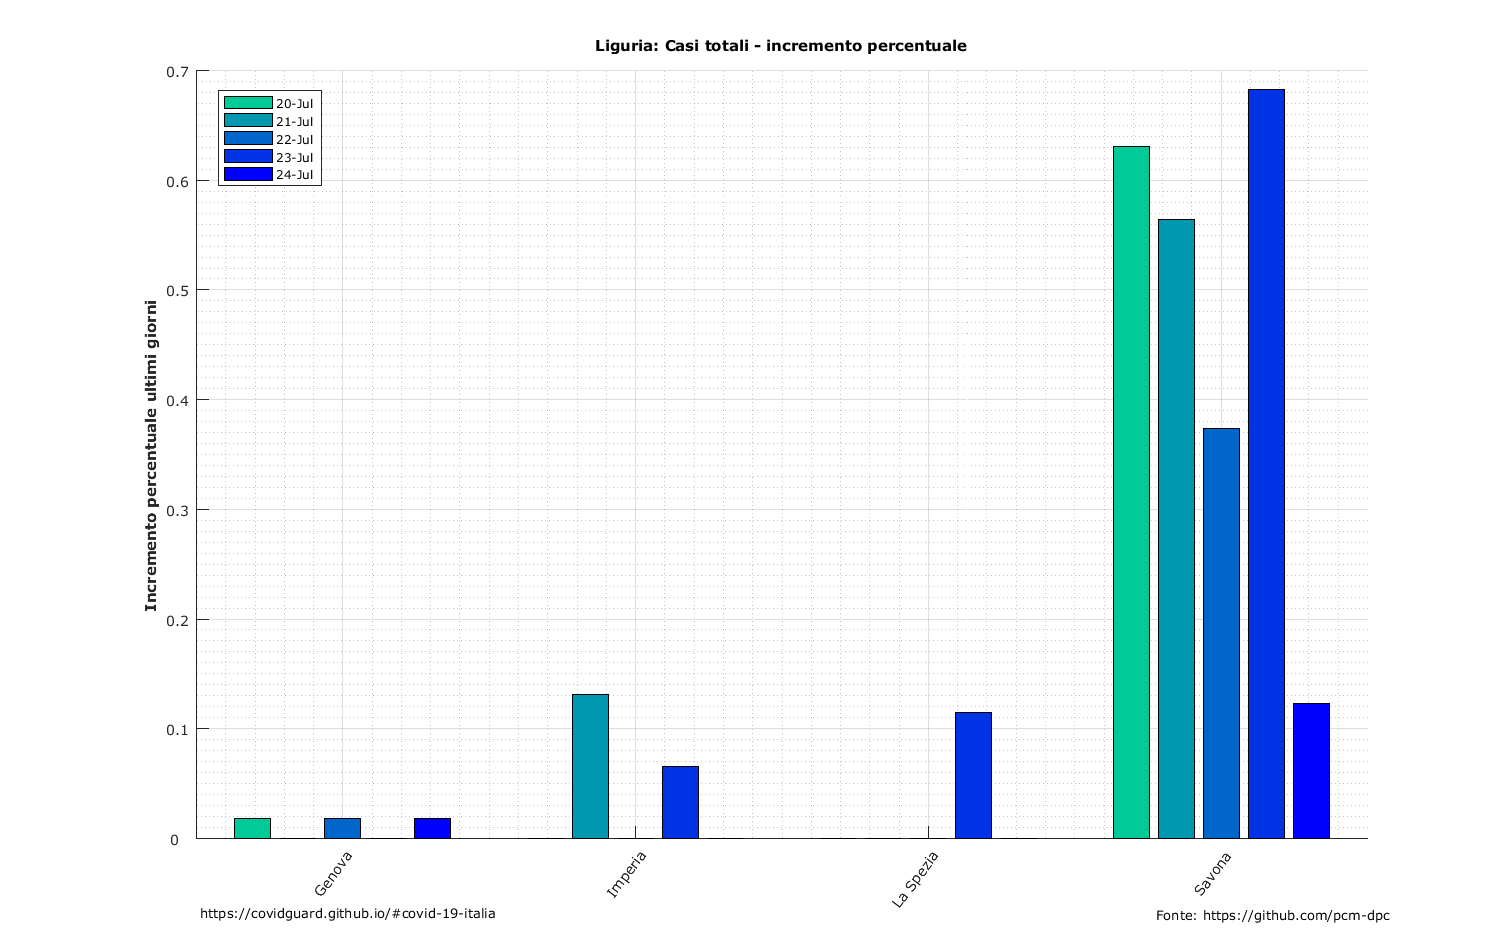 Liguria: Casi totali - incremento percentuale
Incremento percentuale ultimi giorni
0.7
0.6
0.5
0.4
0.3
0.2
0.1
0
20-Jul
21-Jul
22-Jul
23-Jul
24-Jul
Genova
Imperia
La Spezia
Savona
https://covidguard.github.io/#covid-19-italia
Fonte: https://github.com/pcm-dpc